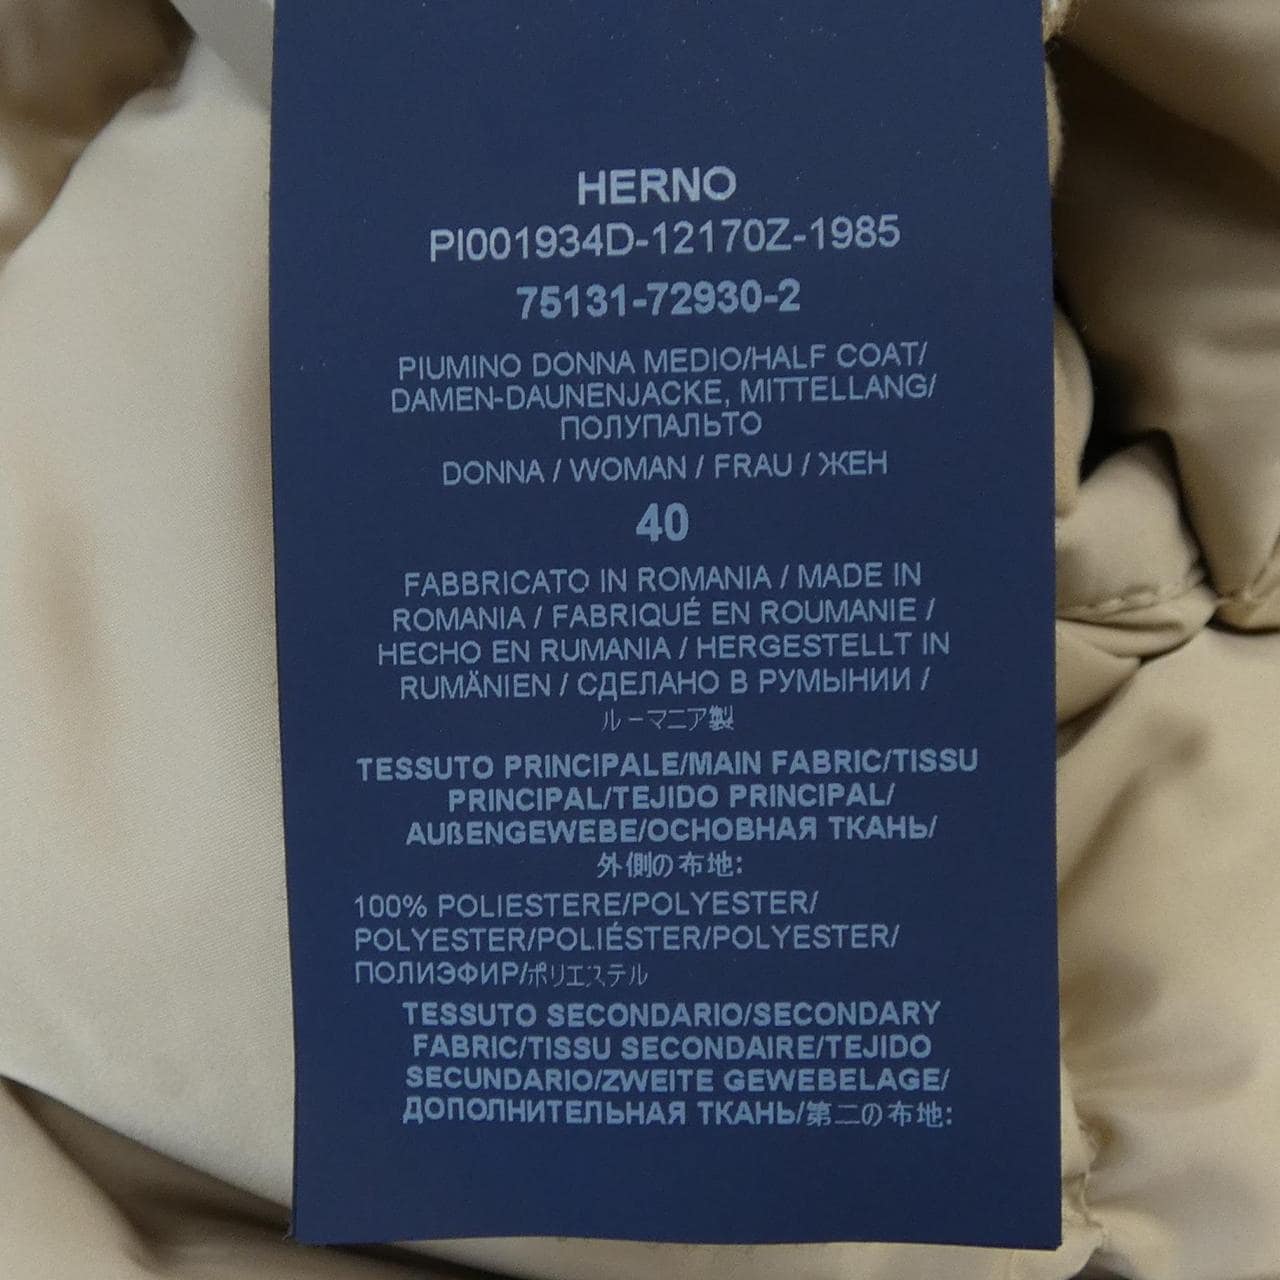 HERNO
PI001934D-12170Z-1985
75131-72930-2
PIUMINO DONNA MEDIO/HALF COAT/
DAMEN-DAUNENJACKE, MITTELLANG/
ПОЛУПАЛЬТО
DONNA / WOMAN / FRAU / ЖЕН
40
FABBRICATO IN ROMANIA / MADE IN
ROMANIA / FABRIQUÉ EN ROUMANIE /
HECHO EN RUMANIA / HERGESTELLT IN
RUMÄNIEN / СДЕЛАНО В РУМЫНИИ /
ルーマニア製
TESSUTO PRINCIPALE/MAIN FABRIC/TISSU
PRINCIPAL/TEJIDO PRINCIPAL/
AUßENGEWEBE/ОСНОВНАЯ ТКАНЬ/
外側の布地:
100% POLIESTERE/POLYESTER/
POLYESTER/POLIÉSTER/POLYESTER/
ПОЛИЭФИР/ポリエステル
TESSUTO SECONDARIO/SECONDARY
FABRIC/TISSU SECONDAIRE/TEJIDO
SECUNDARIO/ZWEITE GEWEBELAGE/
ДОПОЛНИТЕЛЬНАЯ ТКАНЬ/第二の布地: